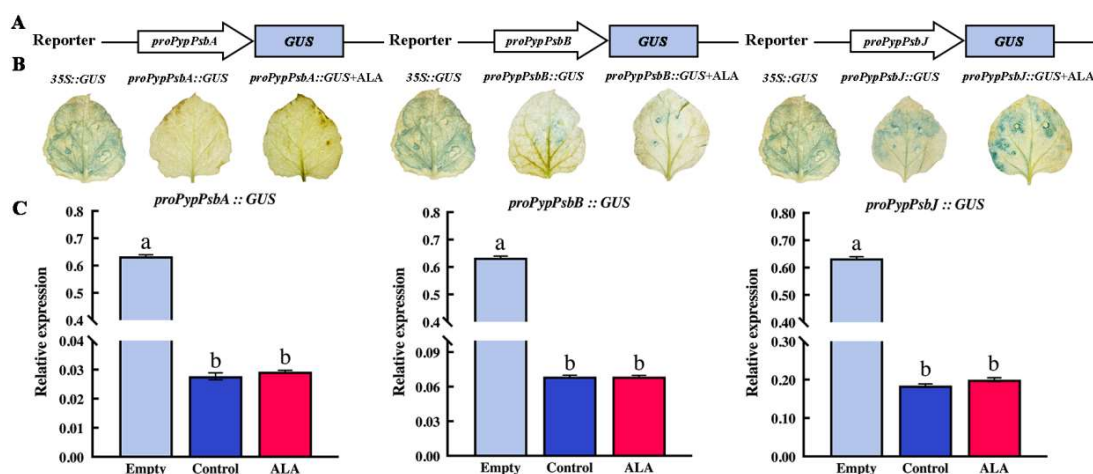 A
Reporter proPypPsbA GUS Reporter proPypPsbB GUS Reporter proPypPsbJ GUS
B
35S::GUS proPypPsbA::GUS proPypPsbA::GUS+ALA 35S::GUS proPypPsbB::GUS proPypPsbB::GUS+ALA 35S::GUS proPypPsbJ::GUS proPypPsbJ::GUS+ALA
C
proPypPsbA :: GUS
Relative expression
0.8
0.7
0.6
0.5
0.4
0.04
0.03
0.02
0.01
0.00
a
b
b
Empty Control ALA
proPypPsbB :: GUS
Relative expression
0.8
0.7
0.6
0.5
0.4
0.09
0.06
0.03
0.00
a
b
b
Empty Control ALA
proPypPsbJ :: GUS
Relative expression
0.80
0.70
0.60
0.50
0.40
0.30
0.20
0.10
0.00
a
b
b
Empty Control ALA